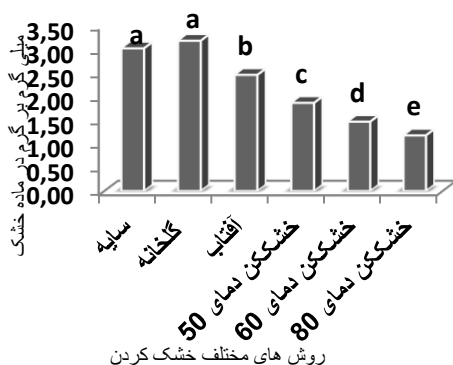 میلی گرم بر گرم در ماده خشک
3,50
3,00
2,50
2,00
1,50
1,00
0,50
0,00
a
a
b
c
d
e
سایه
گلخانه
آفتاب
خشککن دمای 50
خشککن دمای 60
خشککن دمای 80
روش های مختلف خشک کردن